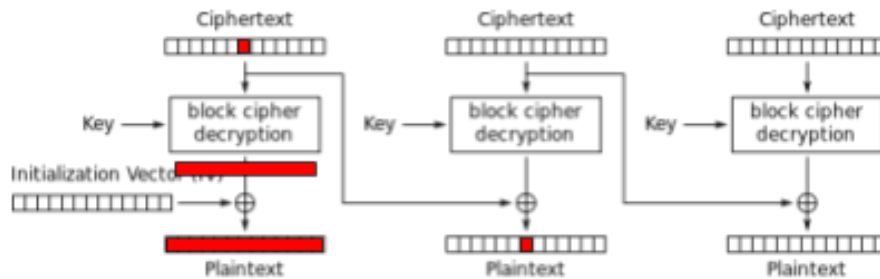 Ciphertext Ciphertext Ciphertext
Key block cipher decryption Key block cipher decryption Key block cipher decryption
Initialization Vector (IV)
Plaintext Plaintext Plaintext